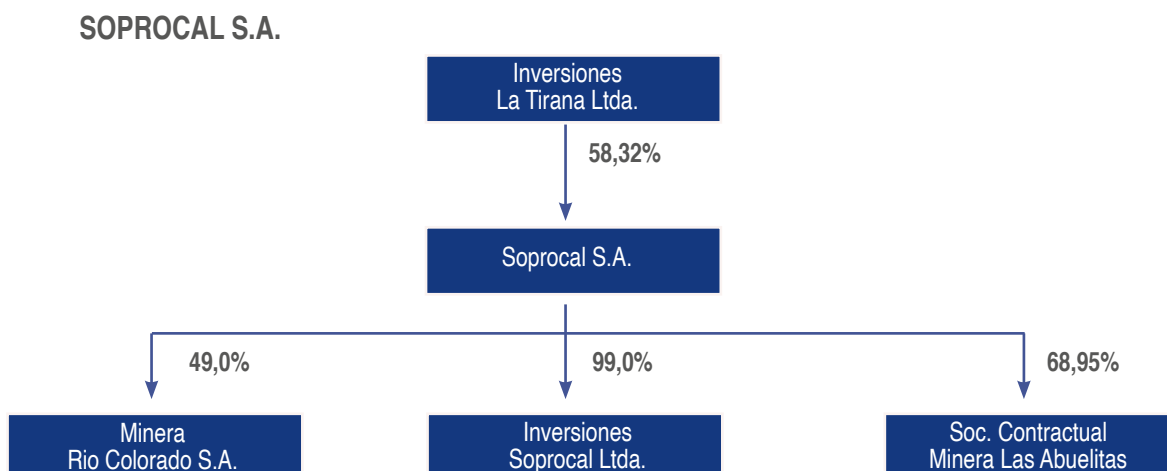 SOPROCAL S.A.
Inversiones
La Tirana Ltda.
58,32%
Soprocal S.A.
49,0%
99,0%
68,95%
Minera
Rio Colorado S.A.
Inversiones
Soprocal Ltda.
Soc. Contractual
Minera Las Abuelitas